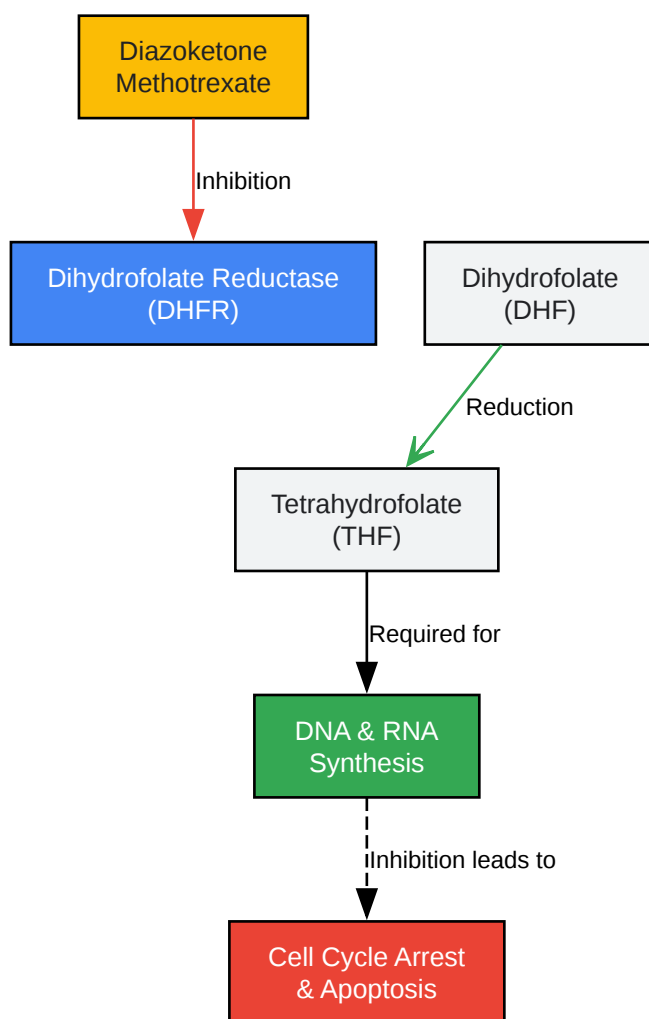 Diazoketone
Methotrexate
Inhibition
Dihydrofolate Reductase
(DHFR)
Dihydrofolate
(DHF)
Reduction
Tetrahydrofolate
(THF)
Required for
DNA & RNA
Synthesis
Inhibition leads to
Cell Cycle Arrest
& Apoptosis